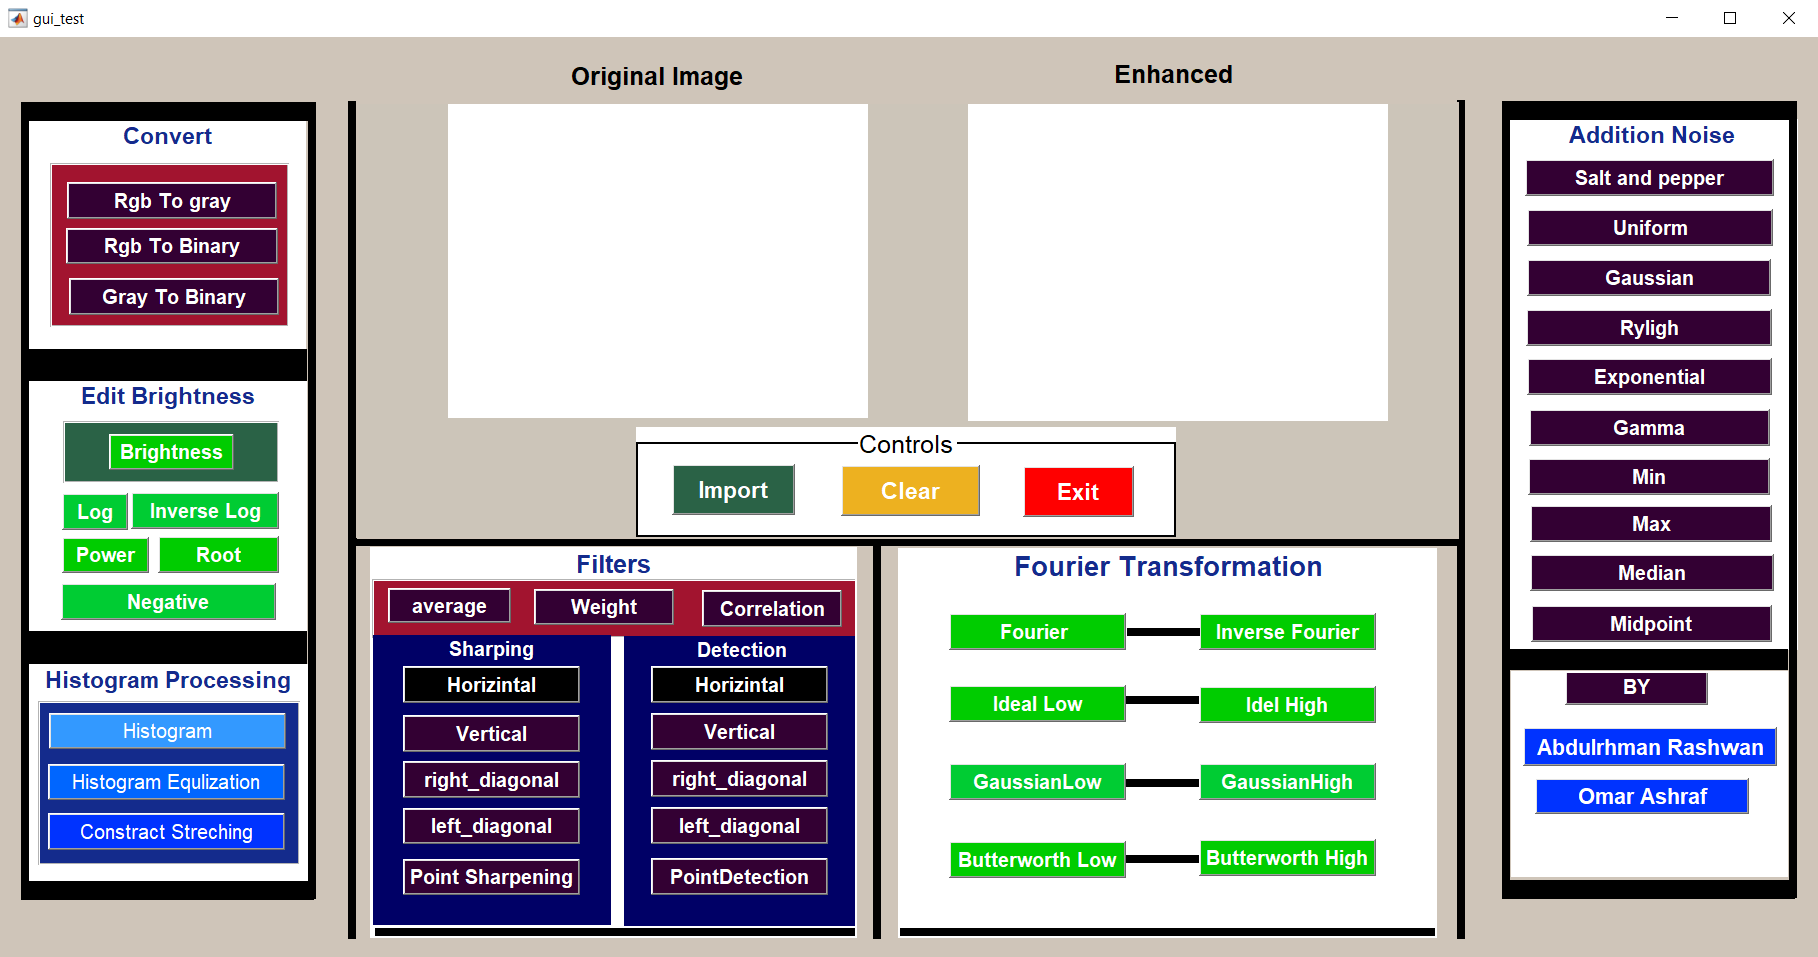 gui_test
Original Image
Enhanced
Convert
Rgb To gray
Rgb To Binary
Gray To Binary
Edit Brightness
Brightness
Log
Inverse Log
Power
Root
Negative
Histogram Processing
Histogram
Histogram Equlization
Constract Streching
Controls
Import
Clear
Exit
Filters
average
Weight
Correlation
Sharping
Horizintal
Vertical
right_diagonal
left_diagonal
Point Sharpening
Detection
Horizintal
Vertical
right_diagonal
left_diagonal
PointDetection
Fourier Transformation
Fourier
Inverse Fourier
Ideal Low
Idel High
GaussianLow
GaussianHigh
Butterworth Low
Butterworth High
Addition Noise
Salt and pepper
Uniform
Gaussian
Ryligh
Exponential
Gamma
Min
Max
Median
Midpoint
BY
Abdulrhman Rashwan
Omar Ashraf